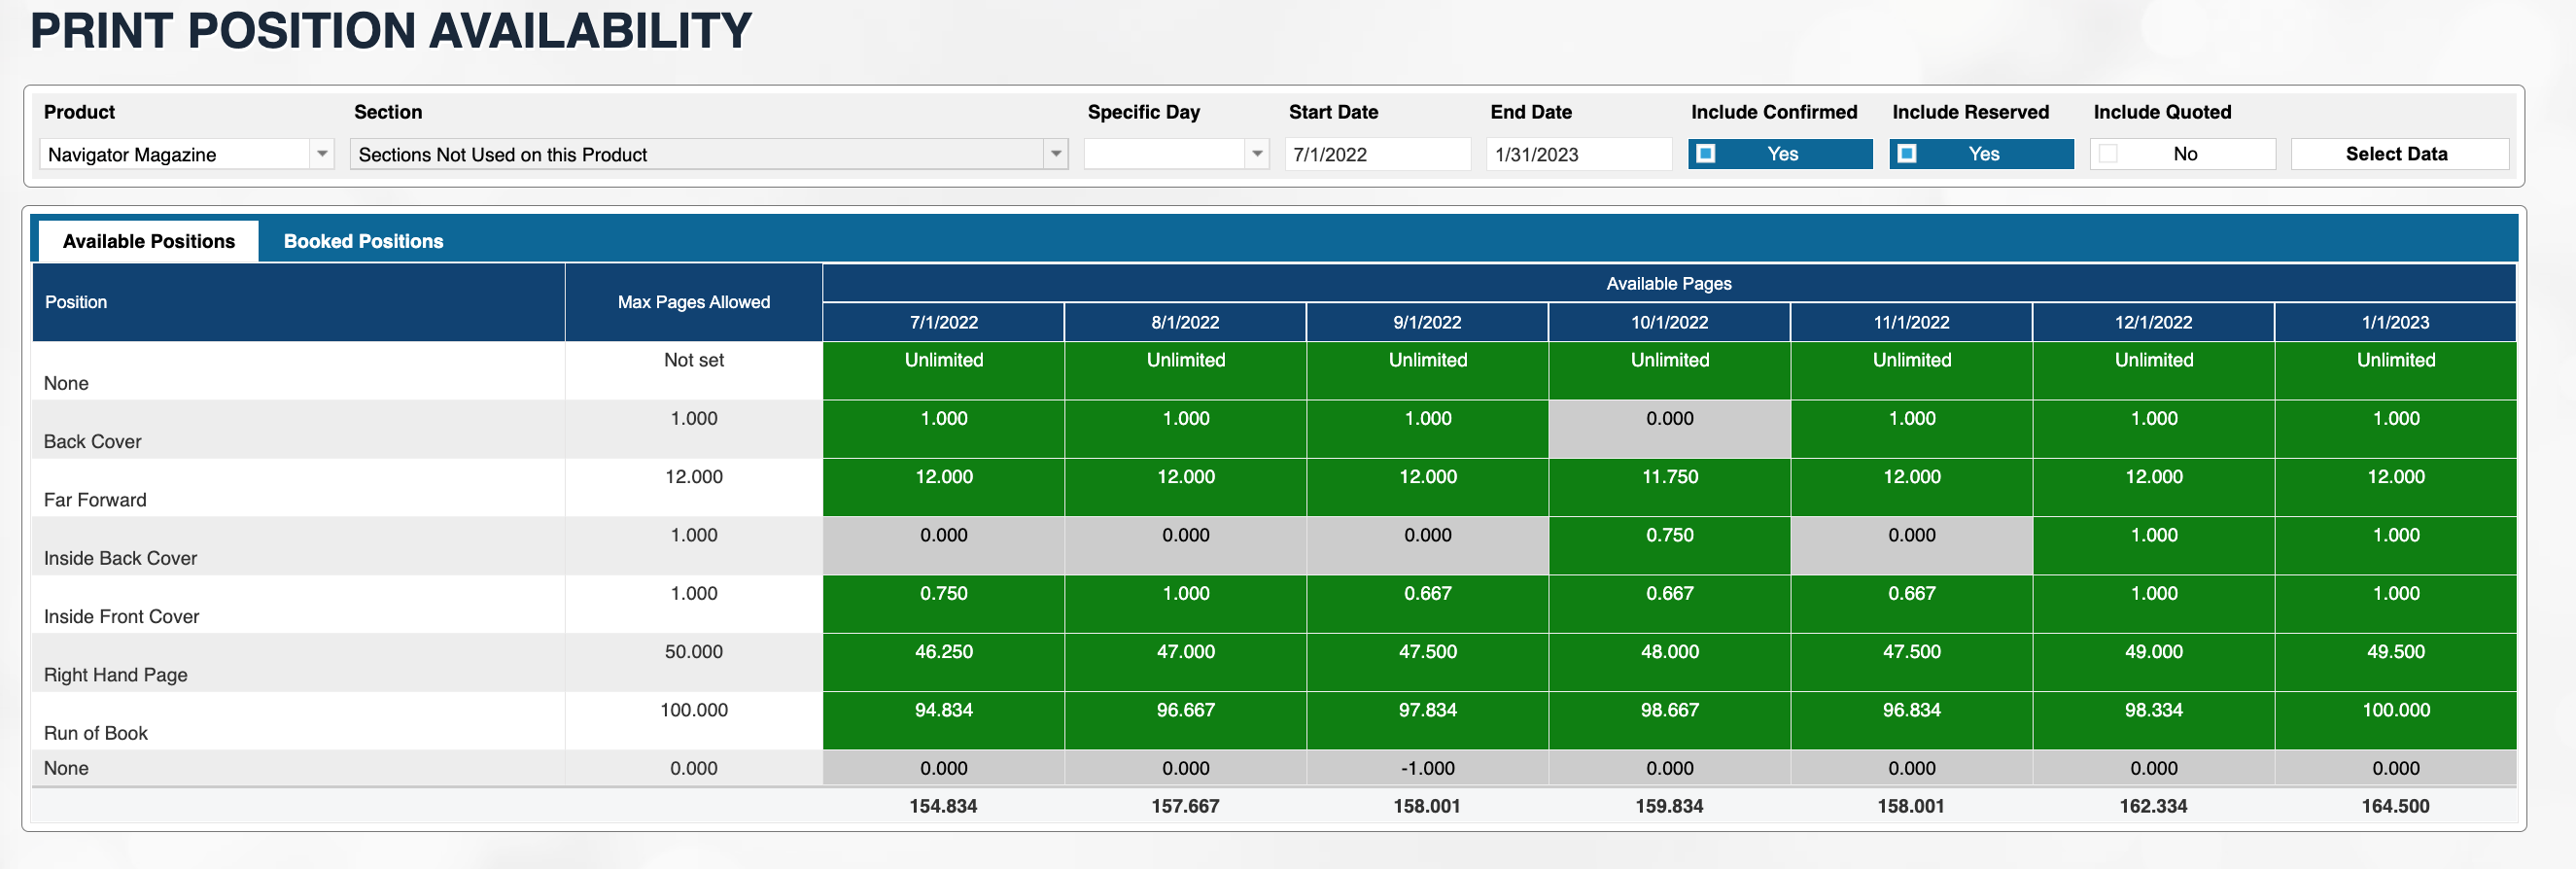 PRINT POSITION AVAILABILITY
Product Section Specific Day Start Date End Date Include Confirmed Include Reserved Include Quoted
Navigator Magazine Sections Not Used on this Product 7/1/2022 1/31/2023 Yes Yes No Select Data
Available Positions Booked Positions
Position Max Pages Allowed Available Pages
7/1/2022 8/1/2022 9/1/2022 10/1/2022 11/1/2022 12/1/2022 1/1/2023
None Not set Unlimited Unlimited Unlimited Unlimited Unlimited Unlimited Unlimited
Back Cover 1.000 1.000 1.000 1.000 0.000 1.000 1.000 1.000
Far Forward 12.000 12.000 12.000 12.000 11.750 12.000 12.000 12.000
Inside Back Cover 1.000 0.000 0.000 0.000 0.750 0.000 1.000 1.000
Inside Front Cover 1.000 0.750 1.000 0.667 0.667 0.667 1.000 1.000
Right Hand Page 50.000 46.250 47.000 47.500 48.000 47.500 49.000 49.500
Run of Book 100.000 94.834 96.667 97.834 98.667 96.834 98.334 100.000
None 0.000 0.000 0.000 -1.000 0.000 0.000 0.000 0.000
154.834 157.667 158.001 159.834 158.001 162.334 164.500